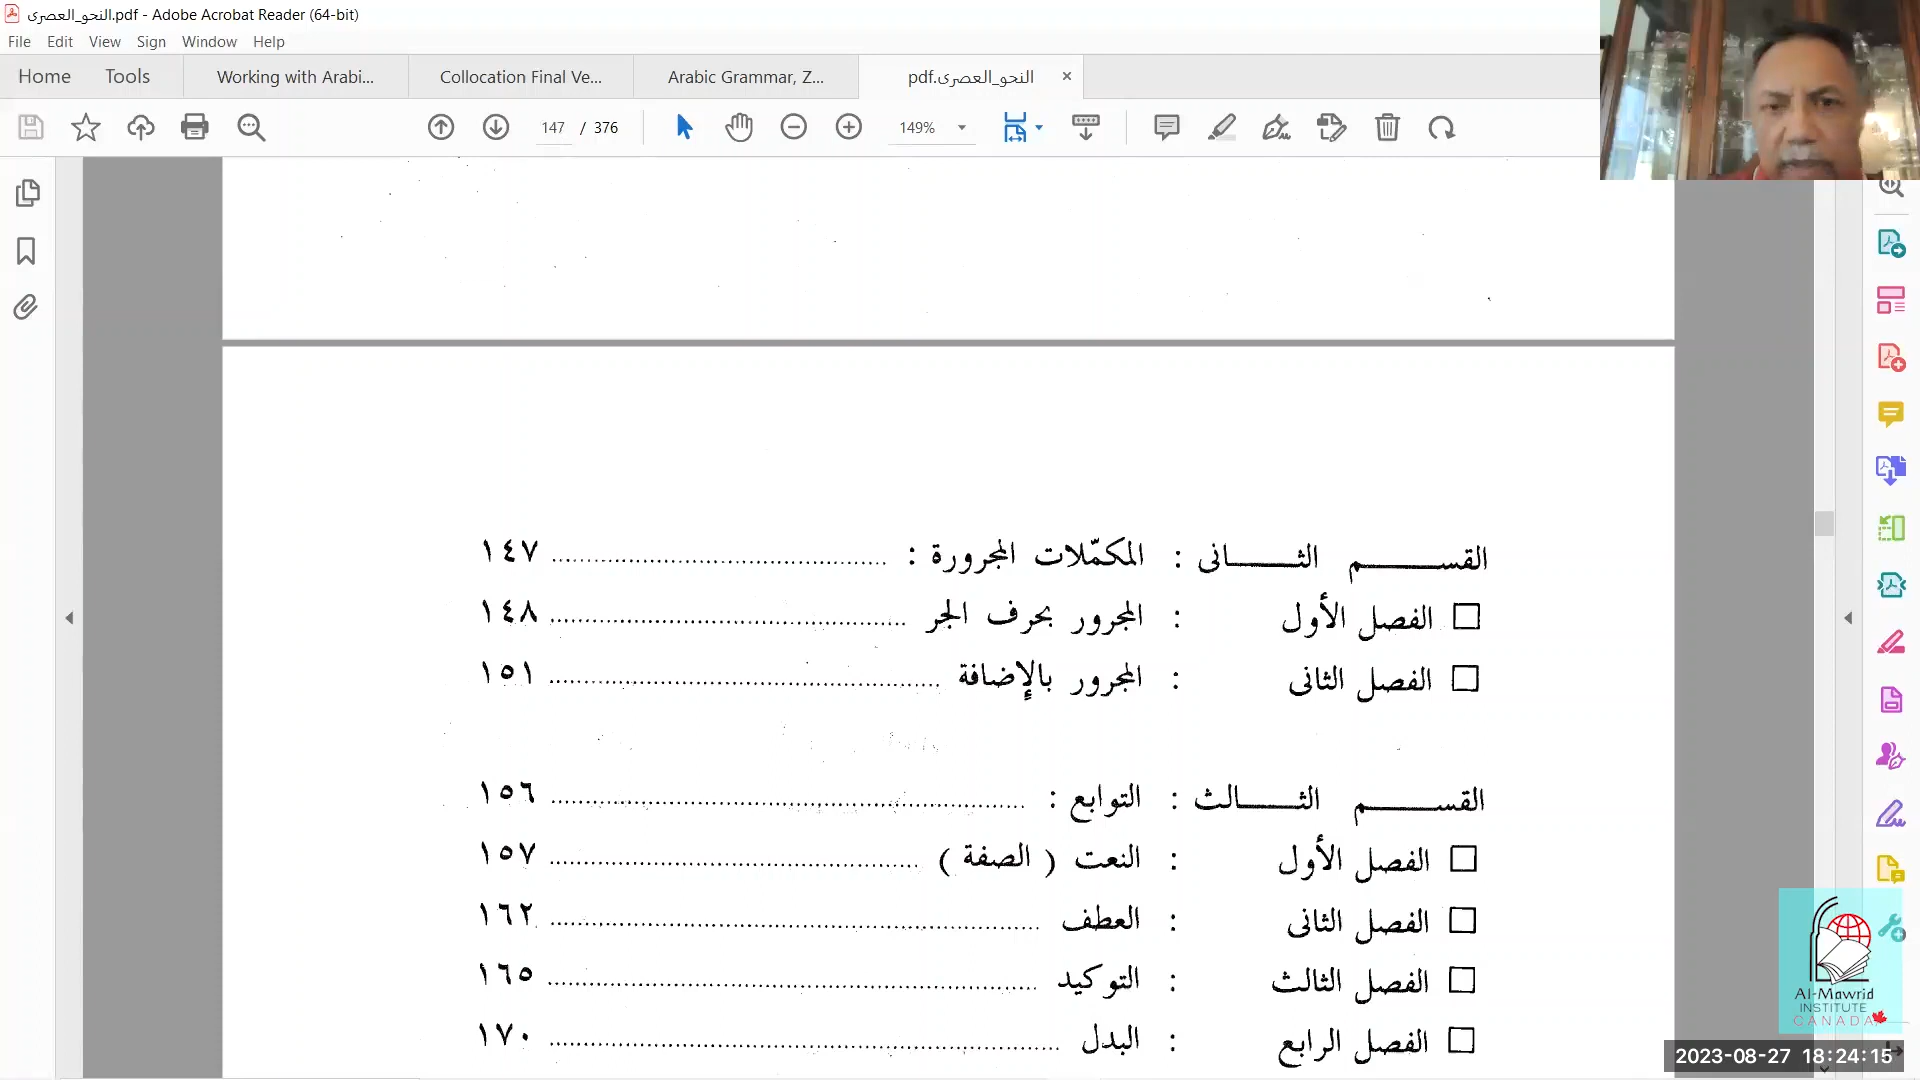 النحو_العصرى.pdf - Adobe Acrobat Reader (64-bit)
File Edit View Sign Window Help
Home Tools Working with Arabi... Collocation Final Ve... Arabic Grammar, Z... النحو_العصرى.pdf ×
147 / 376 149%
القســـــم الثــــانى : المكمّلات المجرورة : ١٤٧
الفصل الأول : المجرور بحرف الجر ١٤٨
الفصل الثانى : المجرور بالإضافة ١٥١
القســـــم الثــــالث : التوابع : ١٥٦
الفصل الأول : النعت ( الصفة ) ١٥٧
الفصل الثانى : العطف ١٦٢
الفصل الثالث : التوكيد ١٦٥
الفصل الرابع : البدل ١٧٠
Al-Mawrid
INSTITUTE
CANADA
2023-08-27 18:24:15